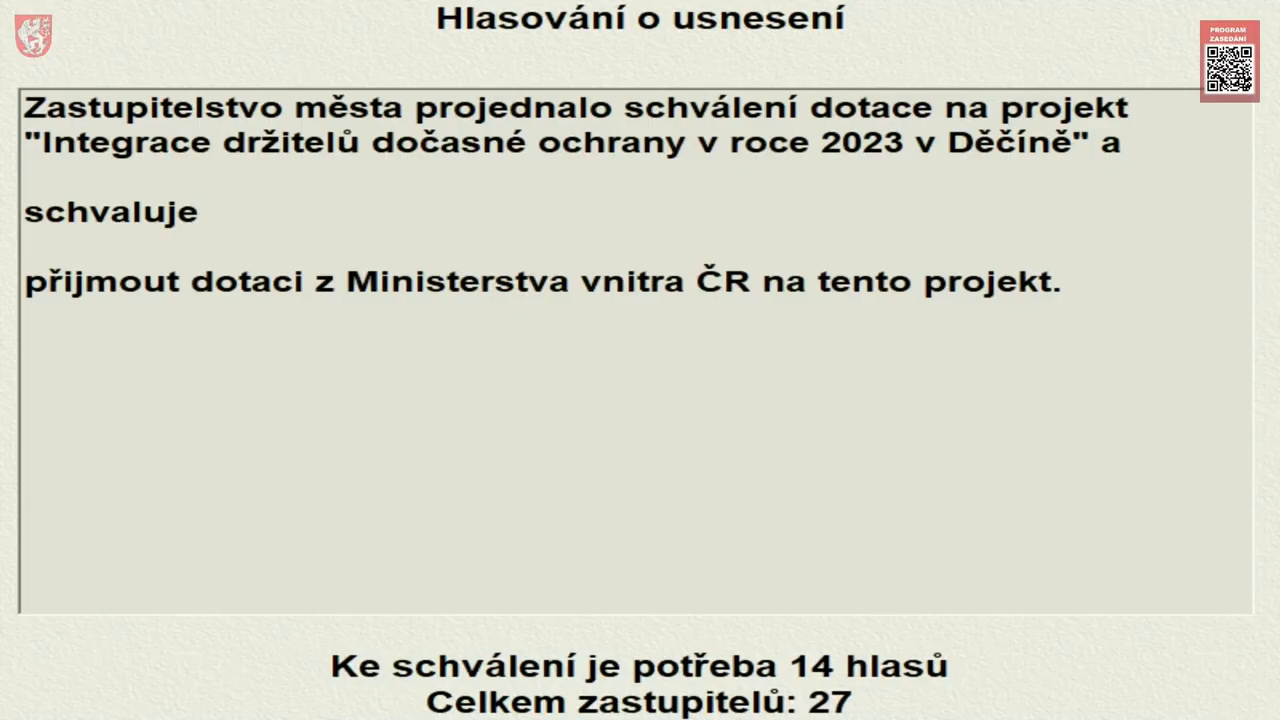 Hlasování o usnesení
PROGRAM
ZASEDÁNÍ
Zastupitelstvo města projednalo schválení dotace na projekt
"Integrace držitelů dočasné ochrany v roce 2023 v Děčíně" a
schvaluje
přijmout dotaci z Ministerstva vnitra ČR na tento projekt.
Ke schválení je potřeba 14 hlasů
Celkem zastupitelů: 27